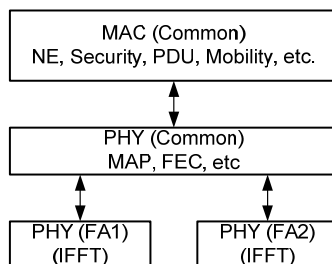 MAC (Common)
NE, Security, PDU, Mobility, etc.
PHY (Common)
MAP, FEC, etc
PHY (FA1)
(IFFT)
PHY (FA2)
(IFFT)